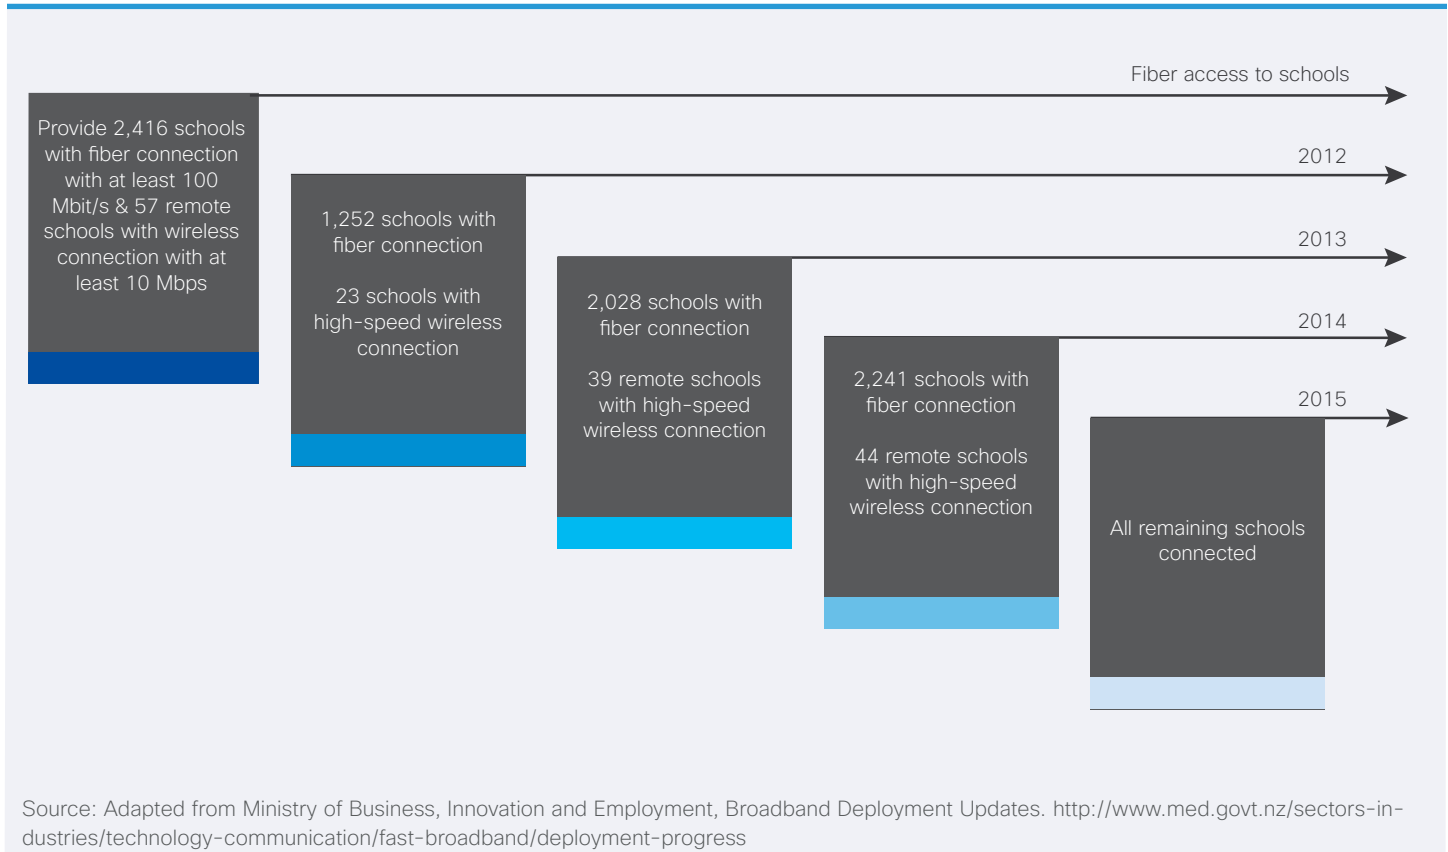 Fiber access to schools
Provide 2,416 schools
with fiber connection
with at least 100
Mbit/s & 57 remote
schools with wireless
connection with at
least 10 Mbps
2012
1,252 schools with
fiber connection
23 schools with
high-speed wireless
connection
2013
2,028 schools with
fiber connection
39 remote schools
with high-speed
wireless connection
2014
2,241 schools with
fiber connection
44 remote schools
with high-speed
wireless connection
2015
All remaining schools
connected
Source: Adapted from Ministry of Business, Innovation and Employment, Broadband Deployment Updates. http://www.med.govt.nz/sectors-in-
dustries/technology-communication/fast-broadband/deployment-progress